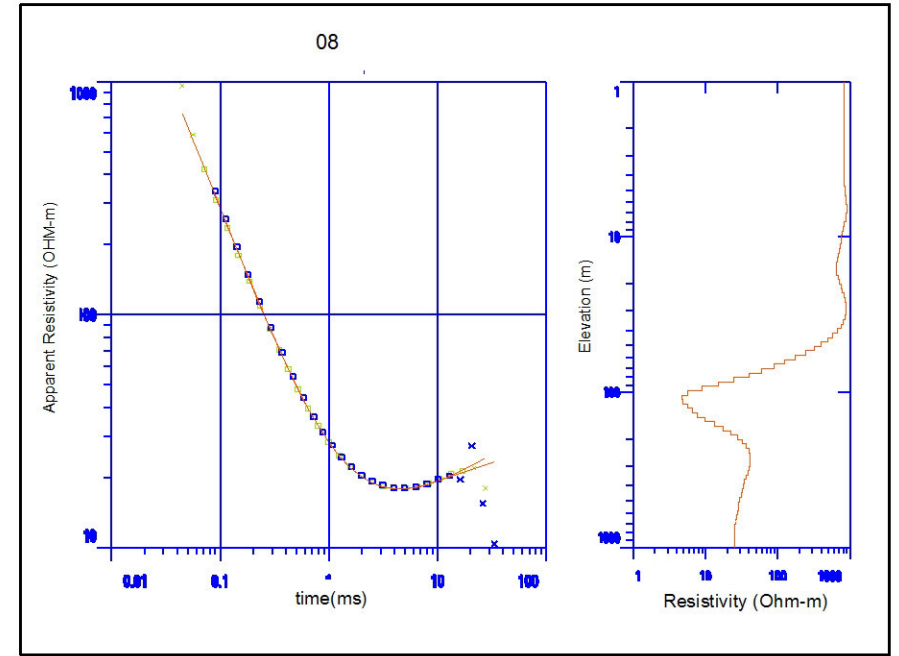 08
1000
100
10
Apparent Resistivity (OHM-m)
0.01 0.1 1 10 100
time(ms)
1
10
100
1000
Elevation (m)
1 10 100 1000
Resistivity (Ohm-m)